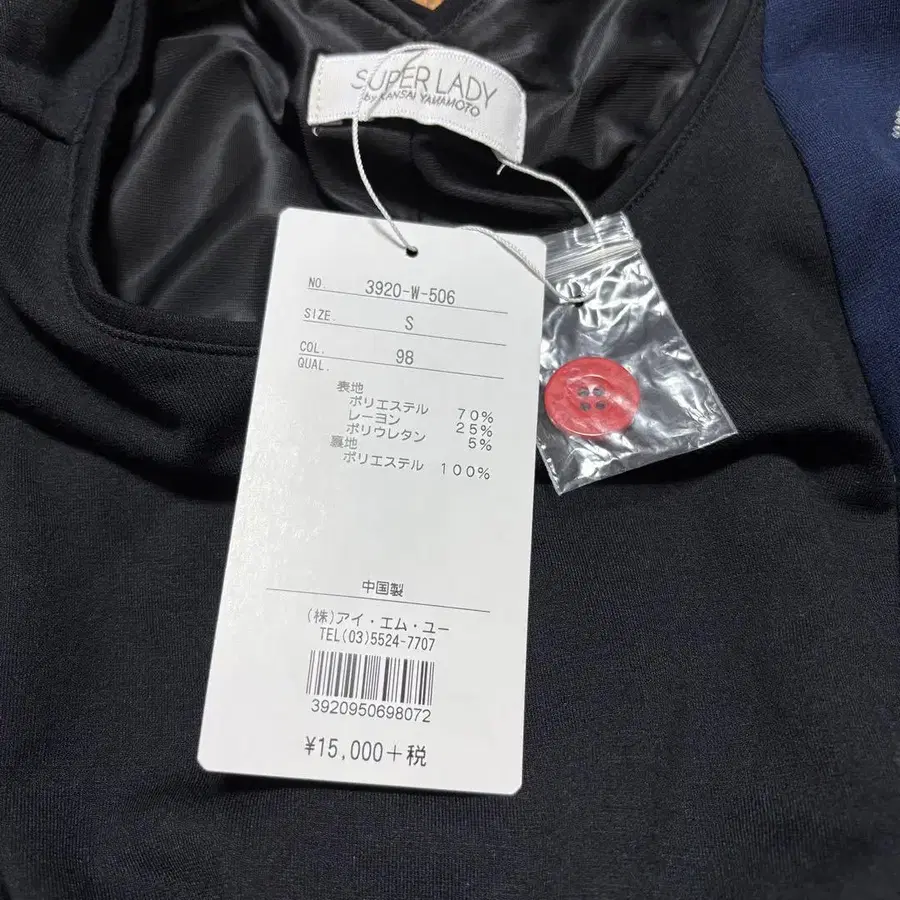 SUPER LADY
by KANSAI YAMAMOTO
NO. 3920-W-506
SIZE. S
COL. 98
QUAL.
表地
ポリエステル 70%
レーヨン 25%
ポリウレタン 5%
裏地
ポリエステル 100%
中国製
(株)アイ・エム・ユー
TEL(03)5524-7707
3920950698072
¥15,000+税